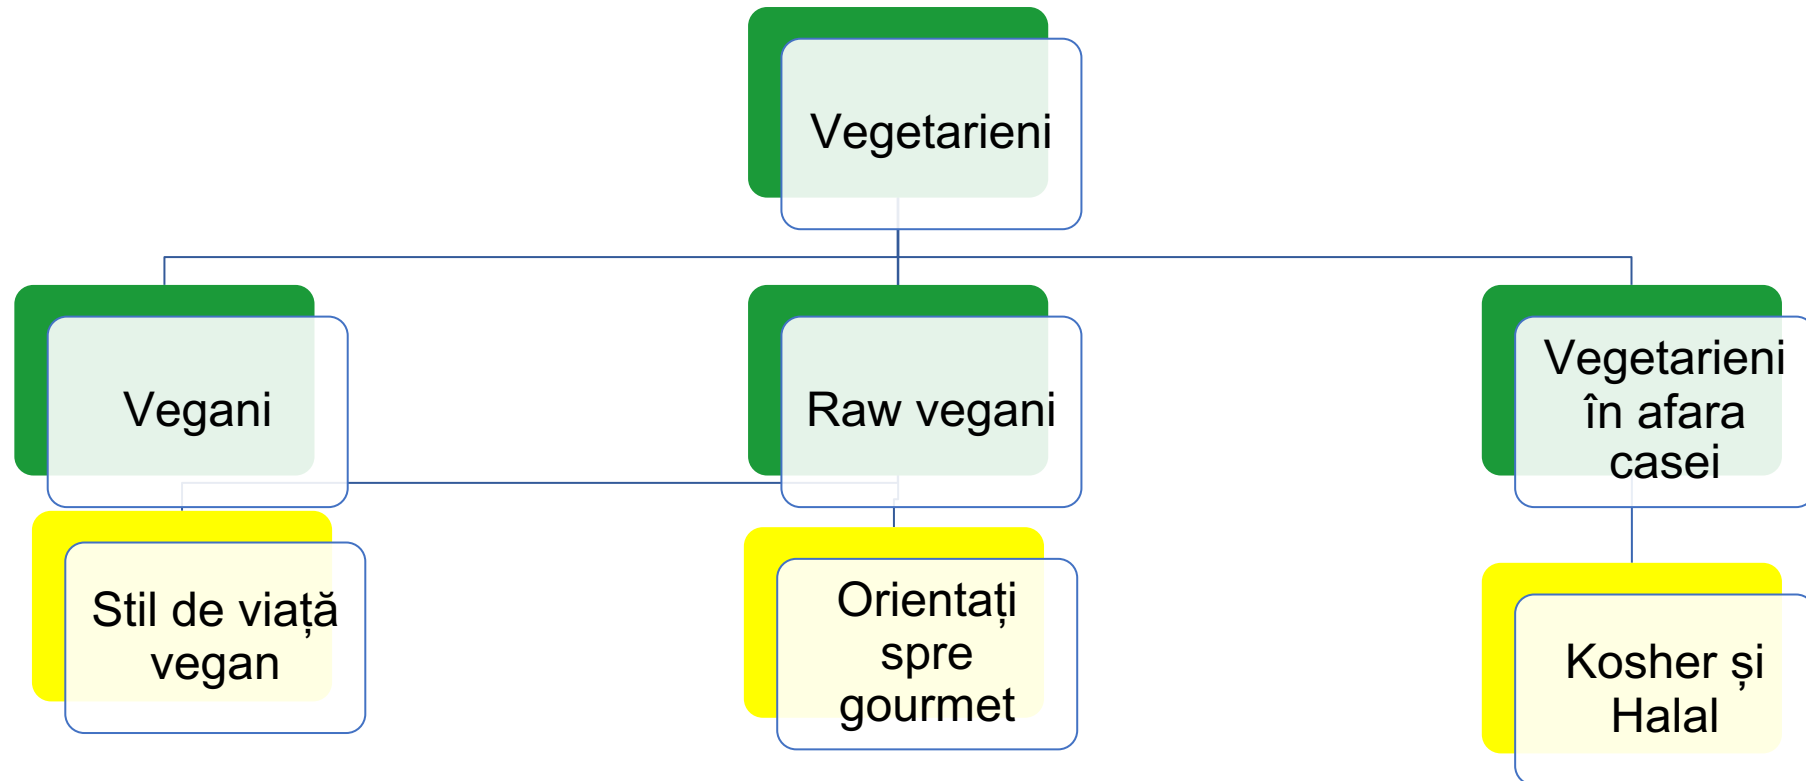 Vegetarieni
Vegani
Raw vegani
Vegetarieni
în afara
casei
Stil de viață
vegan
Orientați
spre
gourmet
Kosher și
Halal